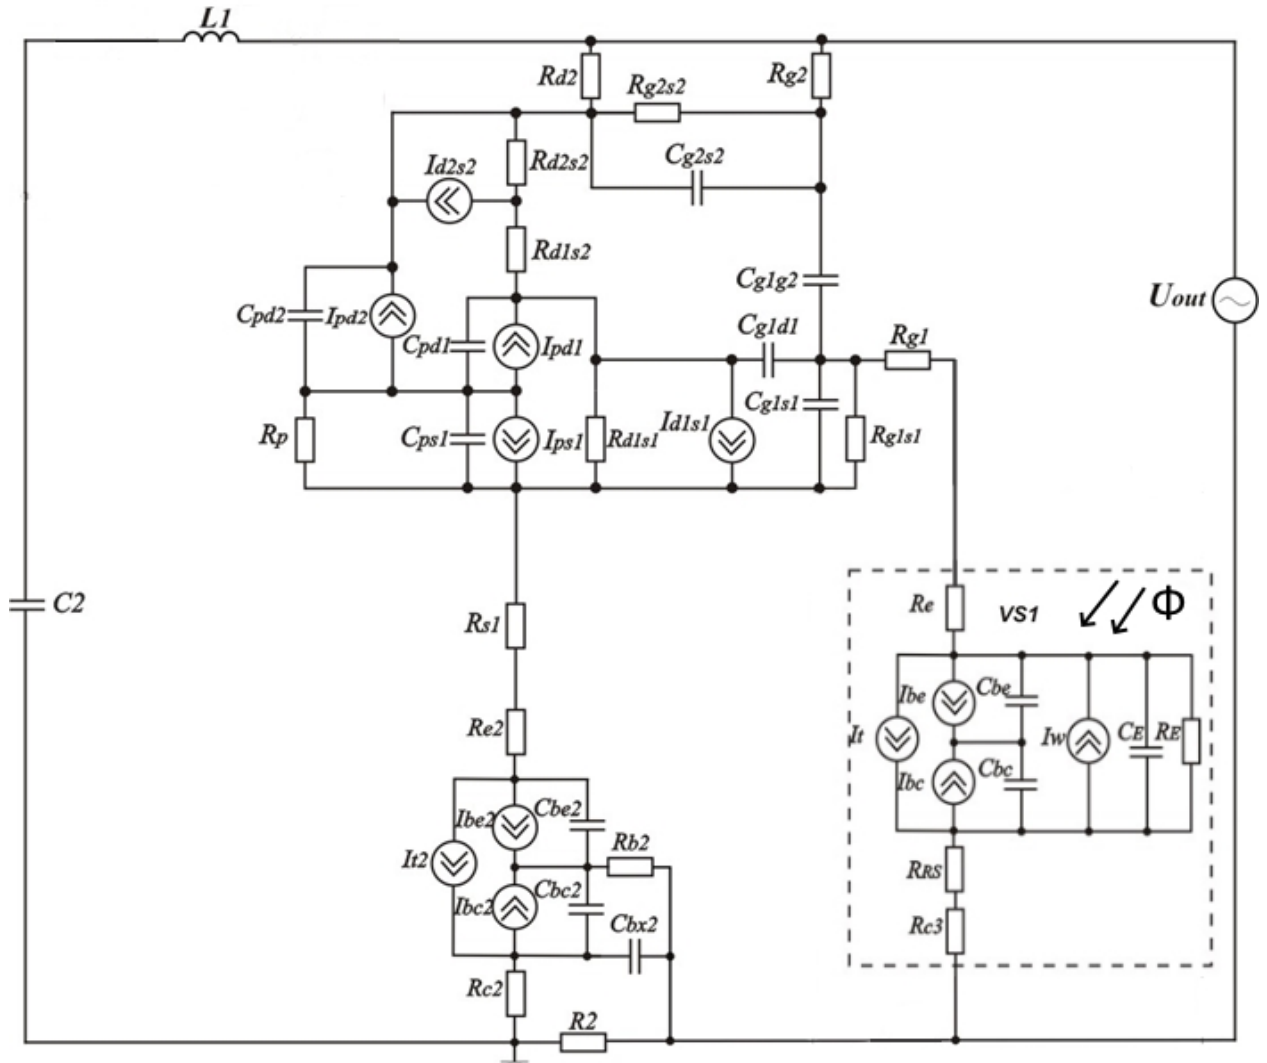 L1
Rd2
Rg2
Rg2s2
Id2s2
Rd2s2
Cg2s2
Rd1s2
Cg1g2
Uout
Cpd2
Ipd2
Cpd1
Ipd1
Cg1d1
Rg1
Rp
Cps1
Ips1
Rd1s1
Id1s1
Cg1s1
Rg1s1
C2
Rs1
Re
VS1
Φ
Re2
Ibe
Cbe
It
Iw
CE
RE
Ibc
Cbc
Ibe2
Cbe2
It2
Rb2
Ibc2
Cbc2
Cbx2
RRS
Rc3
Rc2
R2